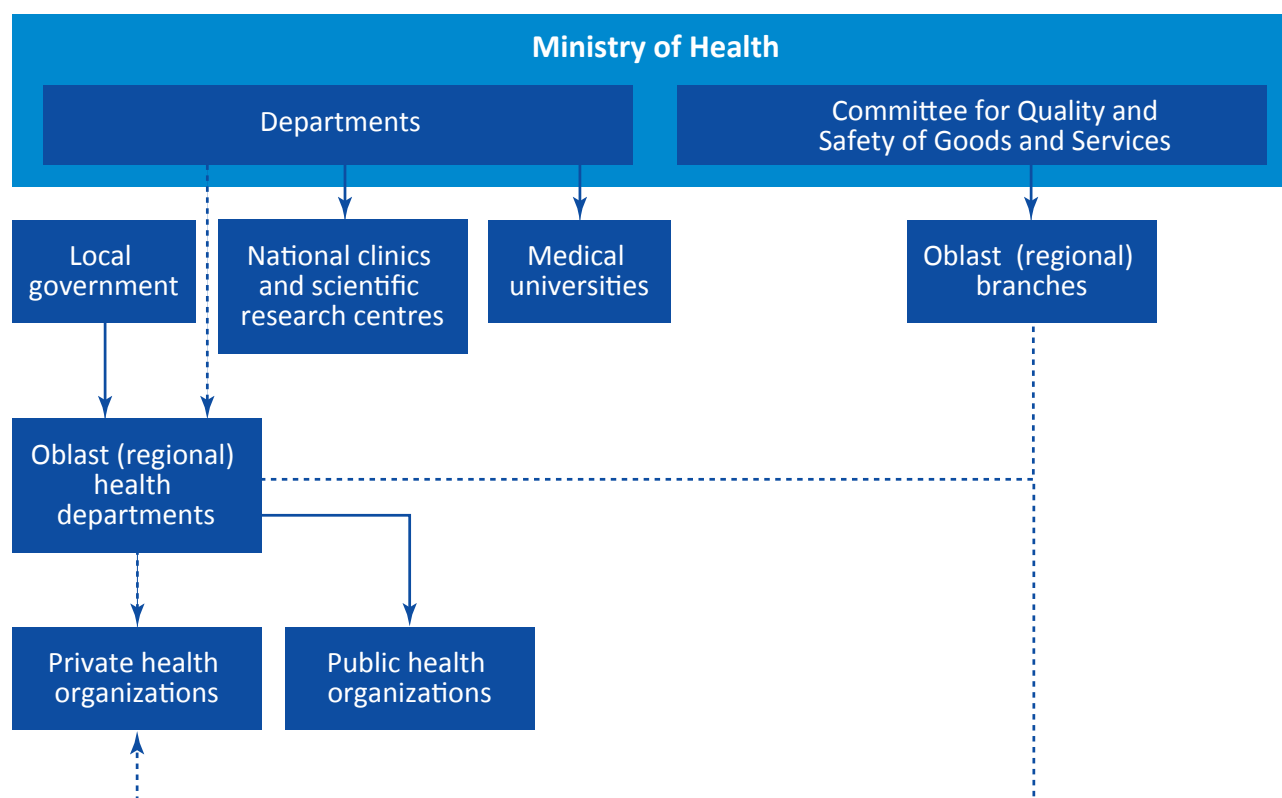 Ministry of Health
Departments
Committee for Quality and
Safety of Goods and Services
Local
government
National clinics
and scientific
research centres
Medical
universities
Oblast (regional)
branches
Oblast (regional)
health
departments
Private health
organizations
Public health
organizations